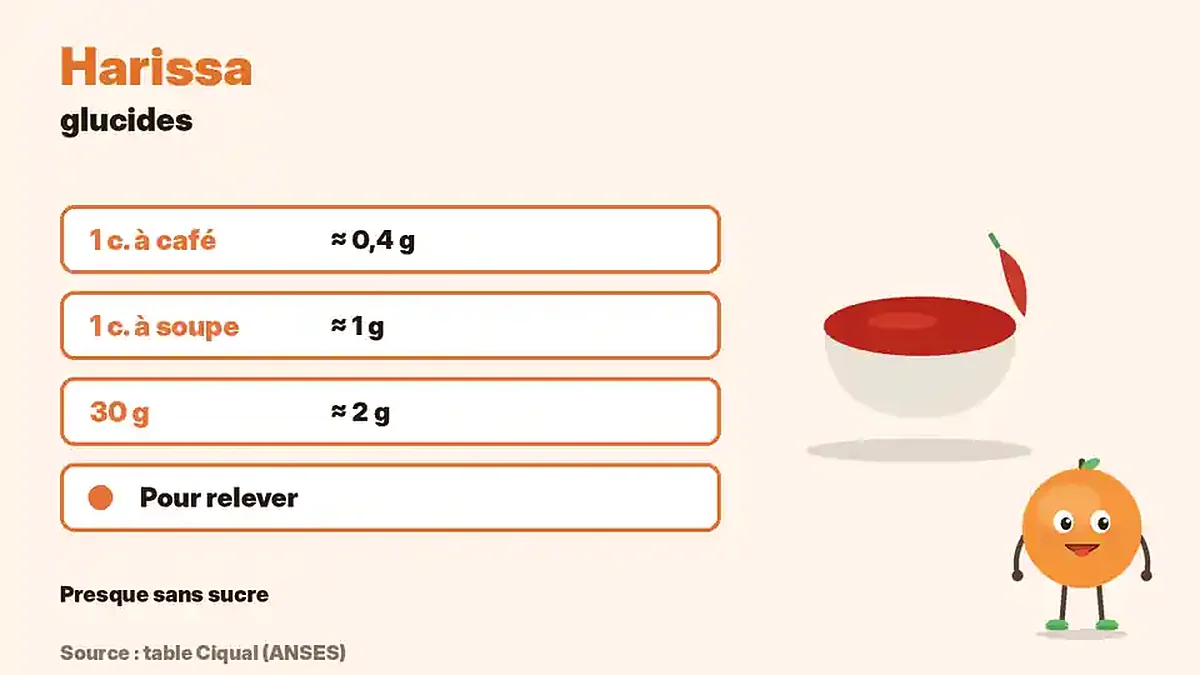 Harissa
glucides
1 c. à café ≈ 0,4 g
1 c. à soupe ≈ 1 g
30 g ≈ 2 g
Pour relever
Presque sans sucre
Source : table Ciqual (ANSES)